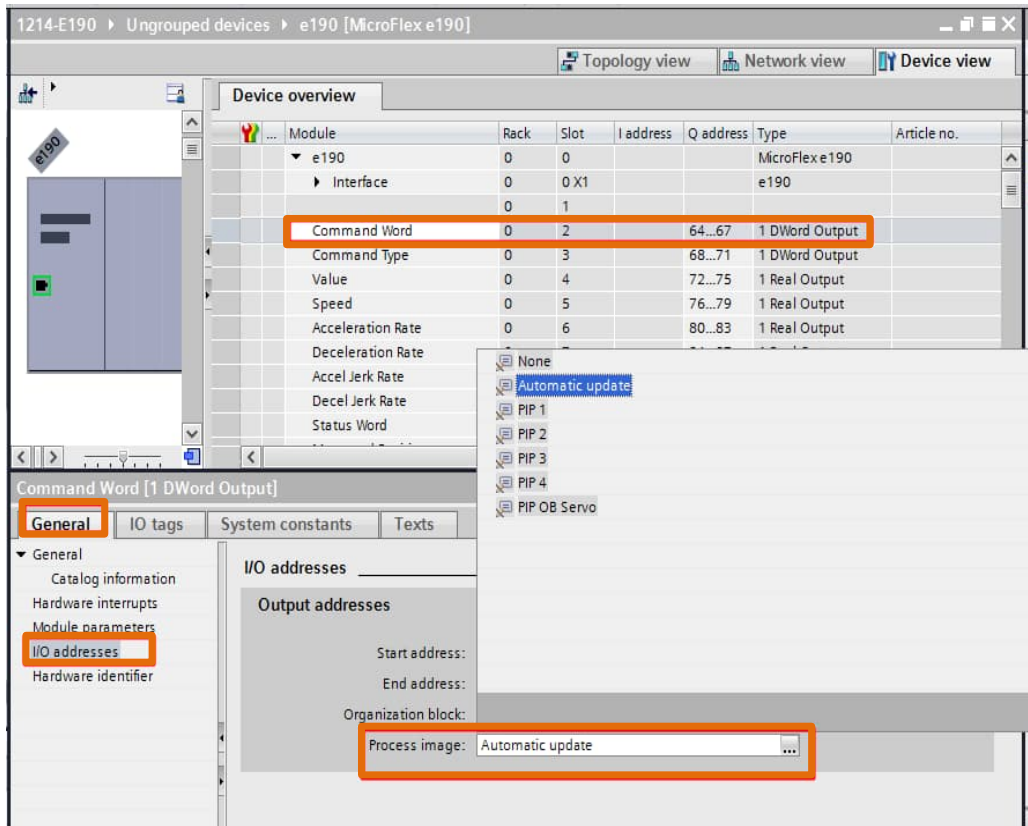 1214-E190 ▸ Ungrouped devices ▸ e190 [MicroFlex e190]
Topology view Network view Device view
Device overview
... Module Rack Slot I address Q address Type Article no.
e190 0 0 MicroFlex e190
Interface 0 0 X1 e190
0 1
Command Word 0 2 64...67 1 DWord Output
Command Type 0 3 68...71 1 DWord Output
Value 0 4 72...75 1 Real Output
Speed 0 5 76...79 1 Real Output
Acceleration Rate 0 6 80...83 1 Real Output
Deceleration Rate
Accel Jerk Rate
Decel Jerk Rate
Status Word
e190
None
Automatic update
PIP 1
PIP 2
PIP 3
PIP 4
PIP OB Servo
Command Word [1 DWord Output]
General IO tags System constants Texts
General
Catalog information
Hardware interrupts
Module parameters
I/O addresses
Hardware identifier
I/O addresses
Output addresses
Start address:
End address:
Organization block:
Process image: Automatic update ...